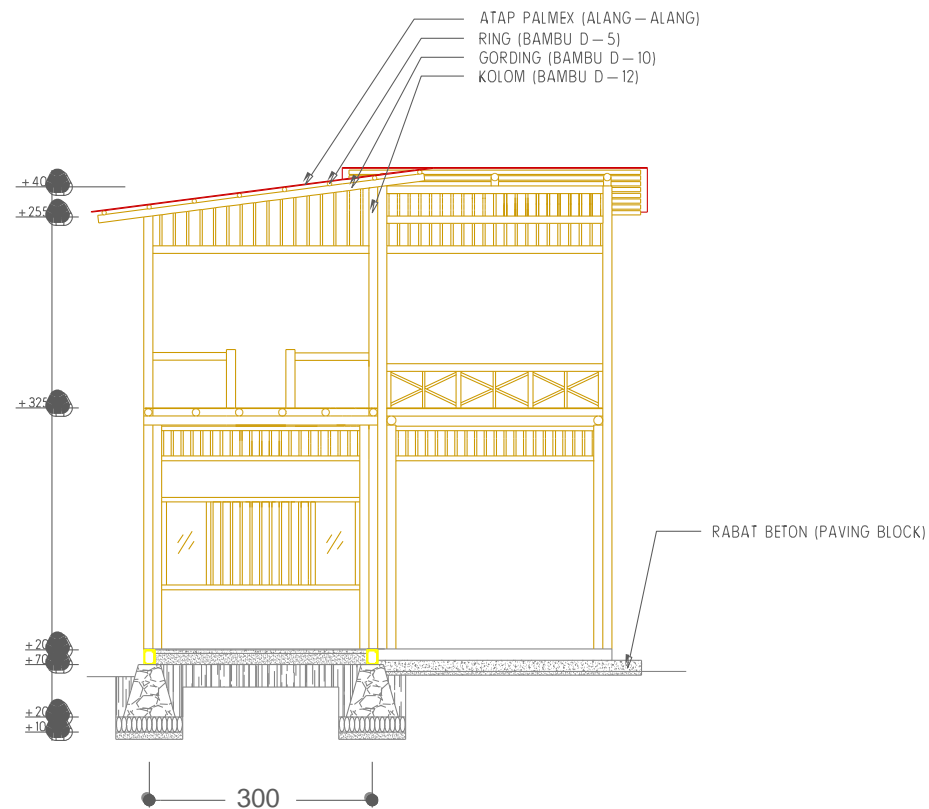 ATAP PALMEX (ALANG—ALANG)
RING (BAMBU D—5)
GORDING (BAMBU D—10)
KOLOM (BAMBU D—12)
+40
+255
+325
RABAT BETON (PAVING BLOCK)
+20
+70
+20
+10
300